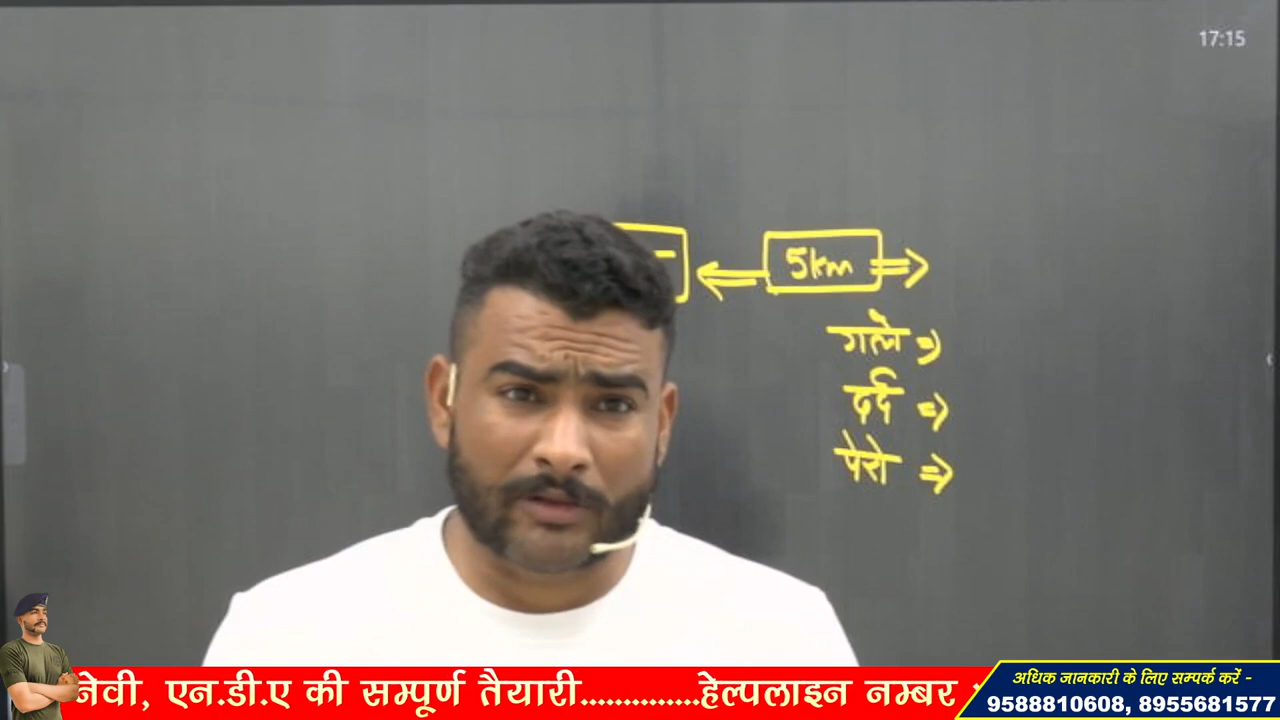 17:15
5km
गले
दर्द
पेरो
नेवी, एन.डी.ए की सम्पूर्ण तैयारी..............हेल्पलाइन नम्बर
अधिक जानकारी के लिए सम्पर्क करें -
9588810608, 8955681577